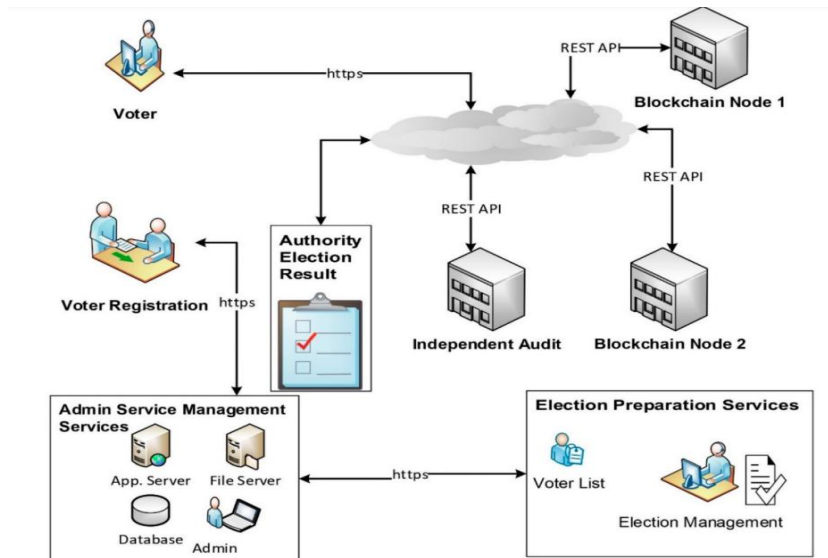 REST API
https
Voter
Blockchain Node 1
REST API
REST API
Authority
Election
Result
Voter Registration
https
Independent Audit
Blockchain Node 2
Admin Service Management
Services
App. Server
File Server
Database
Admin
https
Election Preparation Services
Voter List
Election Management